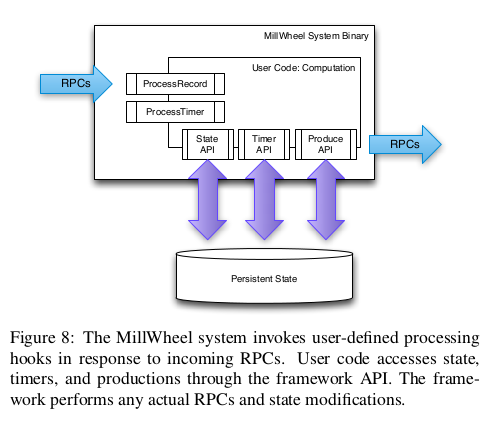 MillWheel System Binary
User Code: Computation
RPCs
ProcessRecord
ProcessTimer
State
API
Timer
API
Produce
API
RPCs
Persistent State
Figure 8: The MillWheel system invokes user-defined processing
hooks in response to incoming RPCs. User code accesses state,
timers, and productions through the framework API. The frame-
work performs any actual RPCs and state modifications.